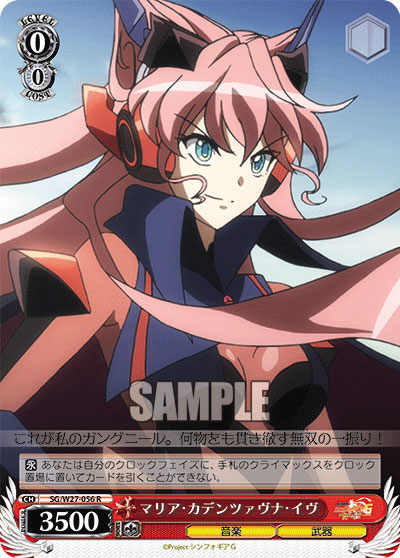 LEVEL
0
0
COST
SAMPLE
これが私のガングニール。何物をも貫き徹す無双の一振り！
永 あなたは自分のクロックフェイズに、手札のクライマックスをクロック
置場に置いてカードを引くことができない。
CH SG/W27-056 R
3500
マリア・カデンツァヴナ・イヴ
音楽 武器
©Project シンフォギアG